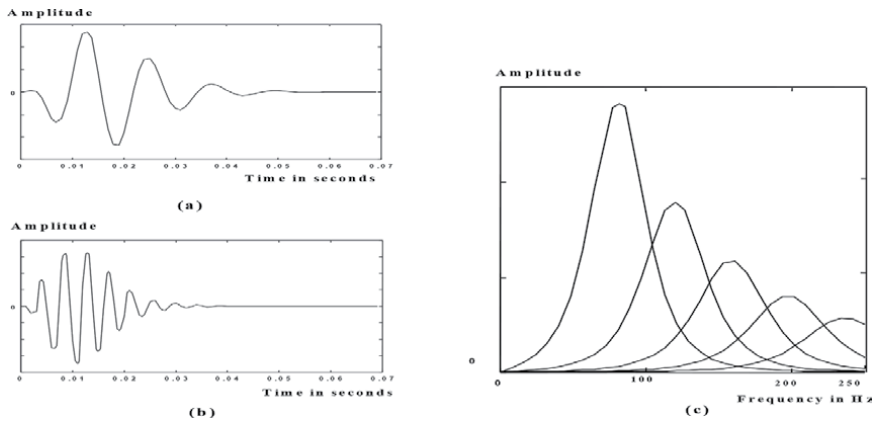 Amplitude
0
0 0.01 0.02 0.03 0.04 0.05 0.06 0.07
Time in seconds
(a)
Amplitude
0
0 0.01 0.02 0.03 0.04 0.05 0.06 0.07
Time in seconds
(b)
Amplitude
0
0 100 200 250
Frequency in Hz
(c)